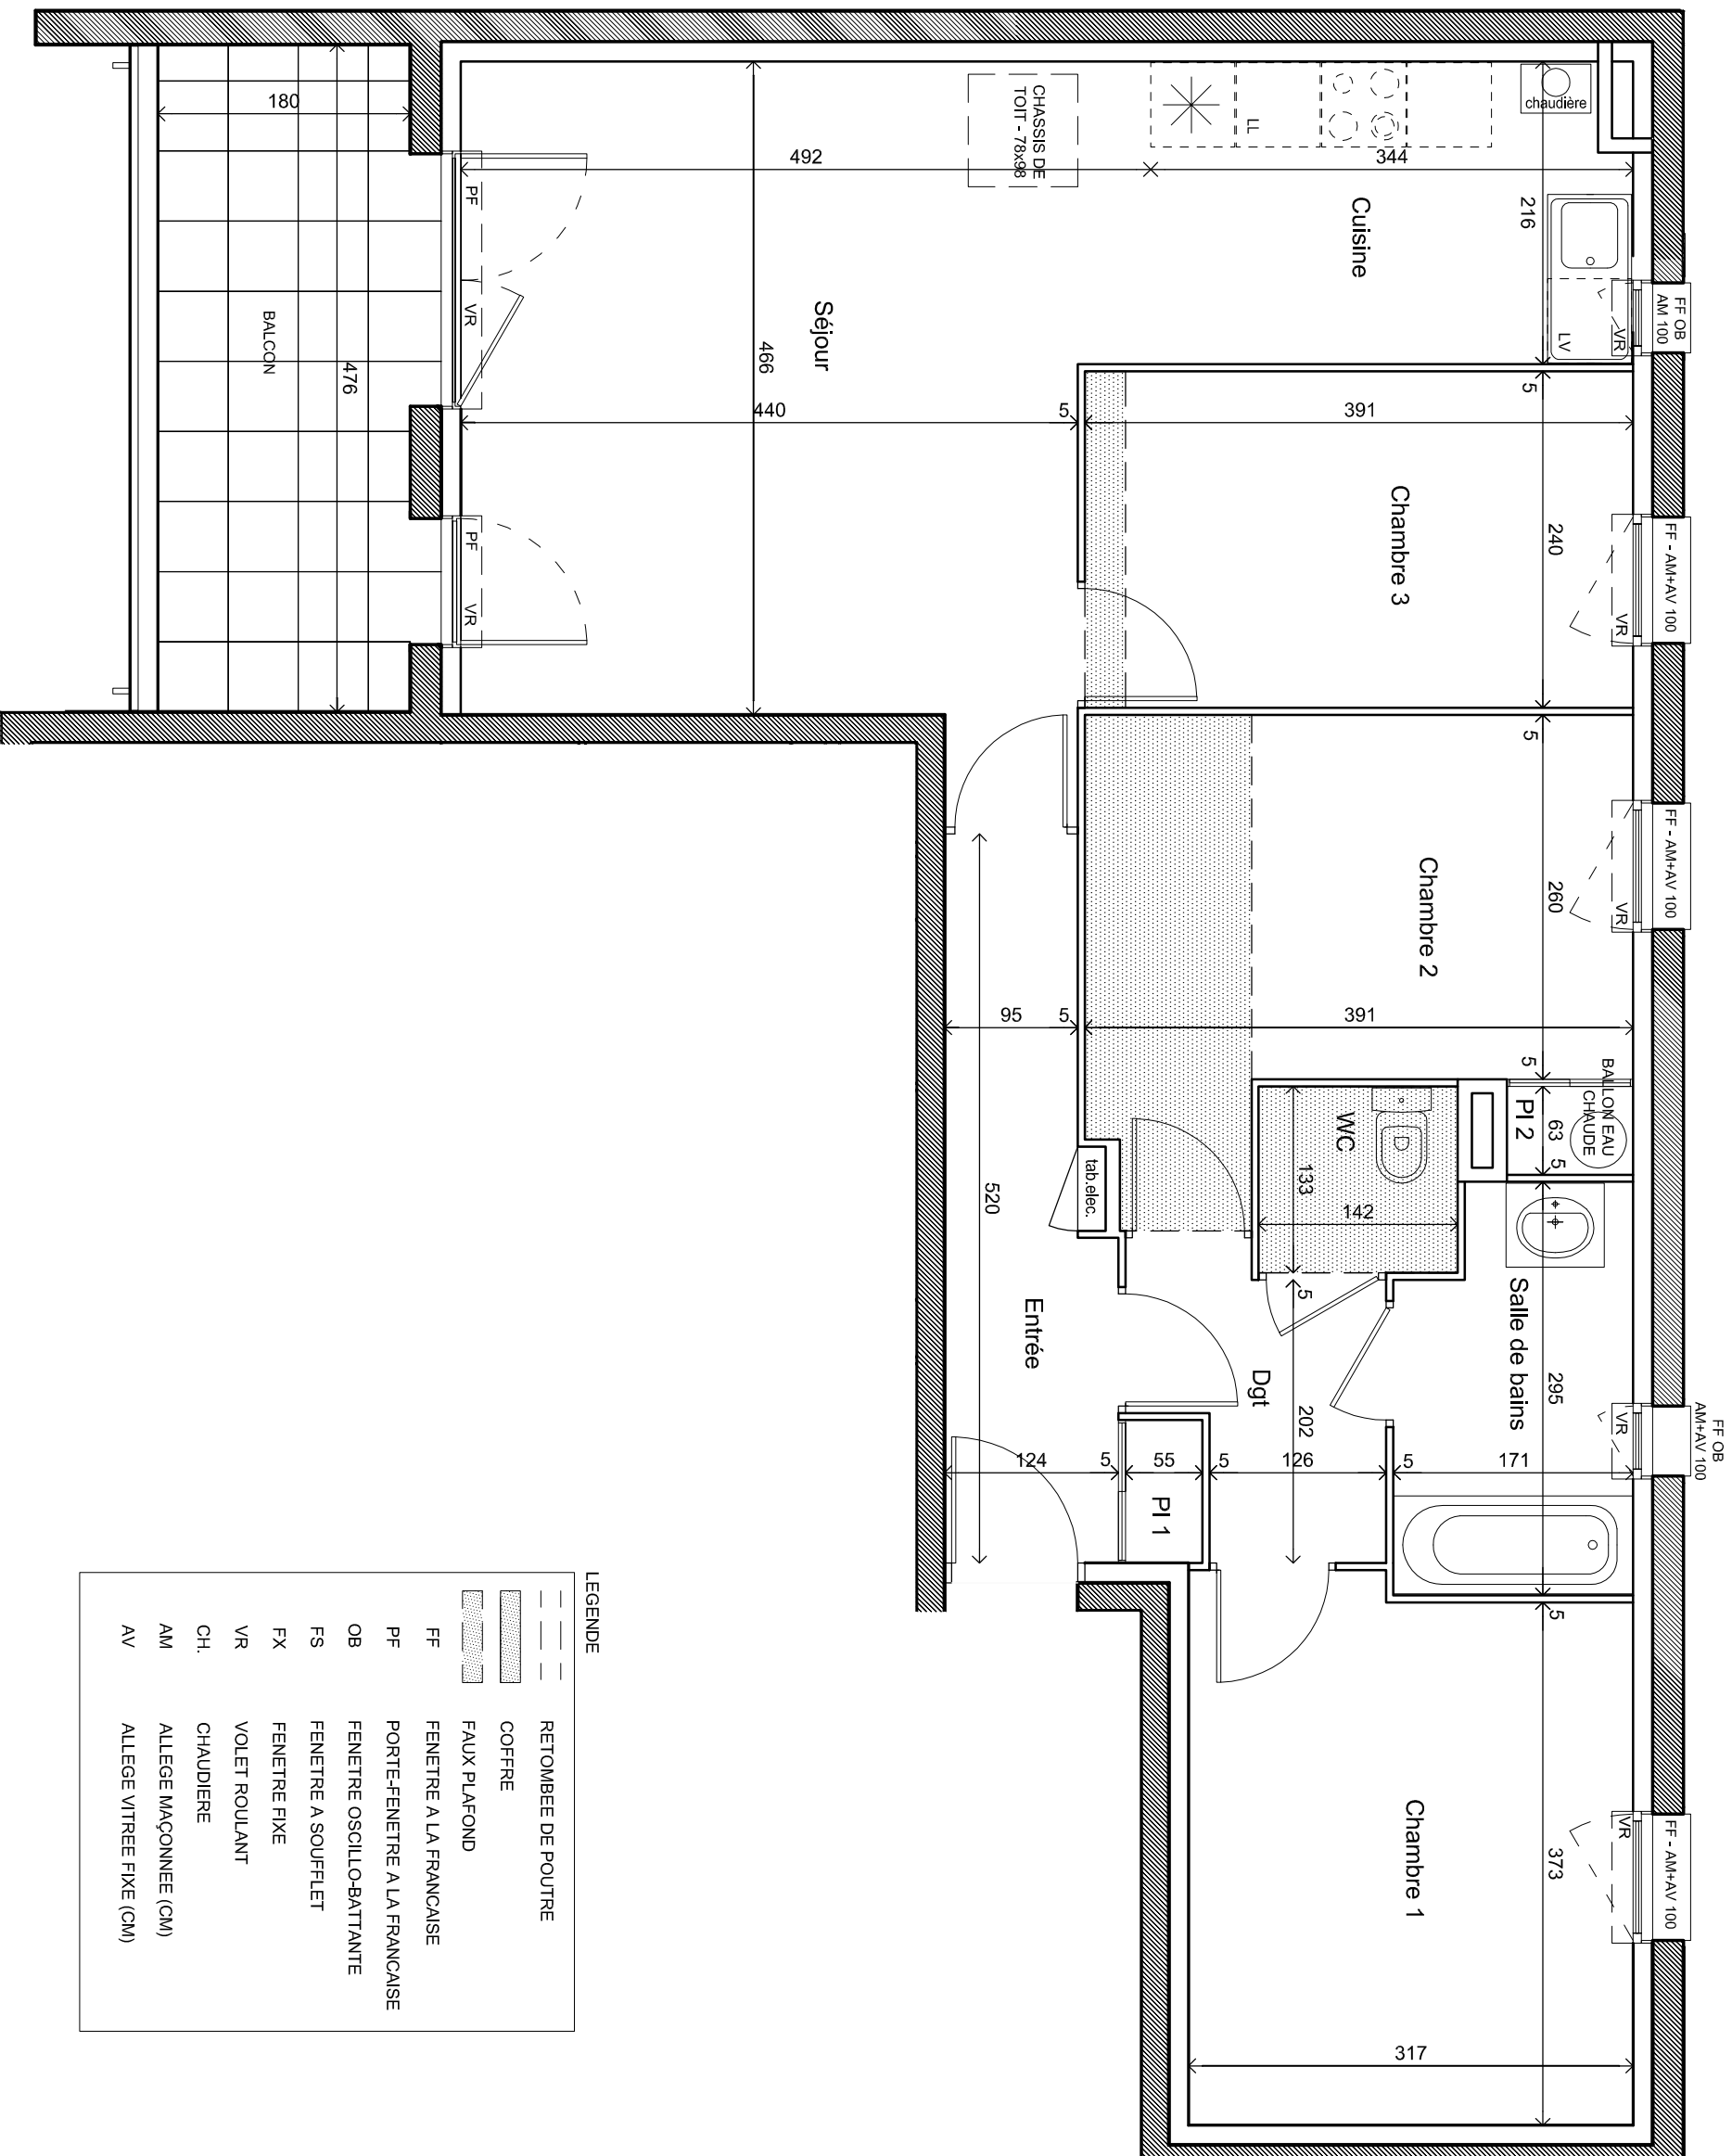 FF OB
AM 100
FF - AM+AV 100
FF - AM+AV 100
FF OB
AM+AV 100
FF - AM+AV 100
VR
VR
VR
VR
VR
chaudière
LV
LL
216
5
240
5
260
5
63
5
295
5
373
BALLON EAU
CHAUDE
PI 2
Cuisine
Chambre 3
Chambre 2
WC
Salle de bains
Chambre 1
344
391
391
133
142
171
5
317
CHASSIS DE
TOIT - 78x98
492
5
5
tab.elec.
5
202
126
5
Dgt
PI 1
55
5
124
Séjour
466
440
95
520
Entrée
PF
VR
PF
VR
180
476
BALCON
LEGENDE
RETOMBEE DE POUTRE
COFFRE
FAUX PLAFOND
FF FENETRE A LA FRANCAISE
PF PORTE-FENETRE A LA FRANCAISE
OB FENETRE OSCILLO-BATTANTE
FS FENETRE A SOUFFLET
FX FENETRE FIXE
VR VOLET ROULANT
CH. CHAUDIERE
AM ALLEGE MAÇONNEE (CM)
AV ALLEGE VITREE FIXE (CM)